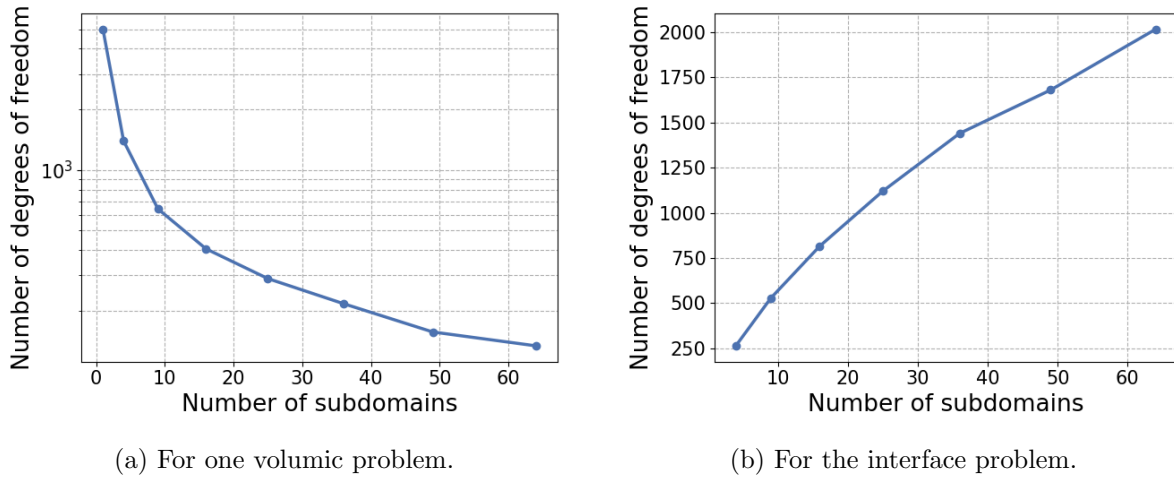 Number of degrees of freedom
10³
0 10 20 30 40 50 60
Number of subdomains
(a) For one volumic problem.
Number of degrees of freedom
2000
1750
1500
1250
1000
750
500
250
10 20 30 40 50 60
Number of subdomains
(b) For the interface problem.